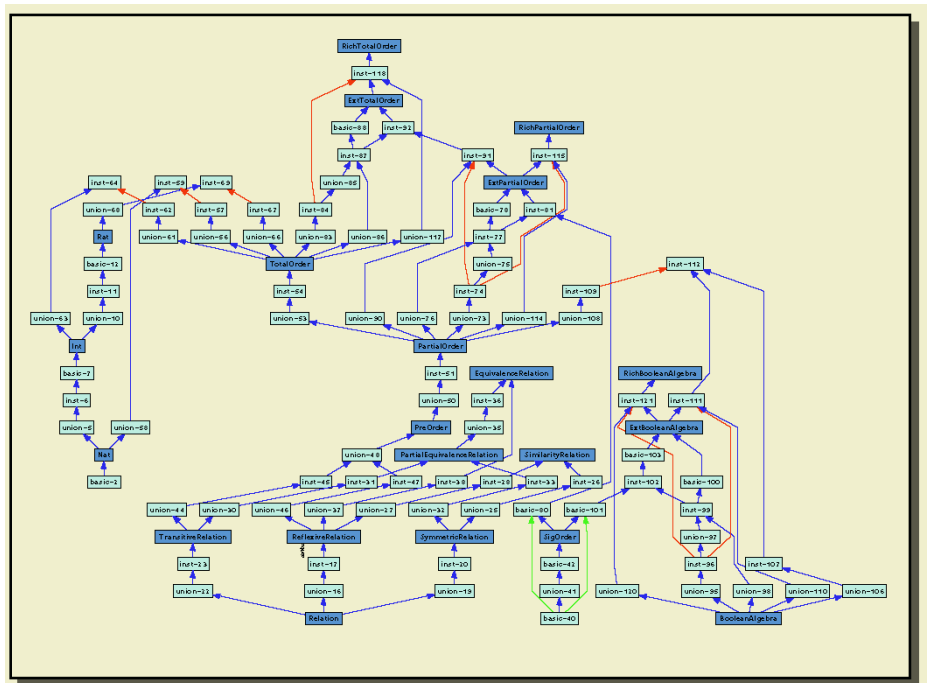 RichTotalOrder
inst-118
ExtTotalOrder
basic-88 inst-92 RichPartialOrder
inst-87 inst-91 inst-115
inst-64 inst-59 inst-69 union-85 ExtPartialOrder
union-68 inst-62 inst-57 inst-67 inst-84 basic-78 inst-81
Rat union-61 union-56 union-66 union-83 union-86 union-117 inst-77
basic-12 TotalOrder union-75 inst-112
inst-11 inst-54 inst-74 inst-109
union-63 union-10 union-53 union-90 union-76 union-73 union-114 union-108
Int PartialOrder
basic-7 inst-51 EquivalenceRelation RichBooleanAlgebra
inst-6 union-50 inst-36 inst-121 inst-111
union-5 union-58 PreOrder union-35 ExtBooleanAlgebra
Nat union-48 PartialEquivalenceRelation SimilarityRelation basic-103
basic-2 inst-45 inst-31 inst-47 inst-38 inst-28 inst-33 inst-26 inst-102 basic-100
union-44 union-30 union-46 union-37 union-27 union-32 union-25 basic-80 basic-101 inst-99
TransitiveRelation ReflexiveRelation SymmetricRelation SigOrder union-97
inst-23 inst-17 inst-20 basic-42 inst-96 inst-107
union-22 union-16 union-19 union-41 union-120 union-95 union-98 union-110 union-106
Relation basic-40 BooleanAlgebra